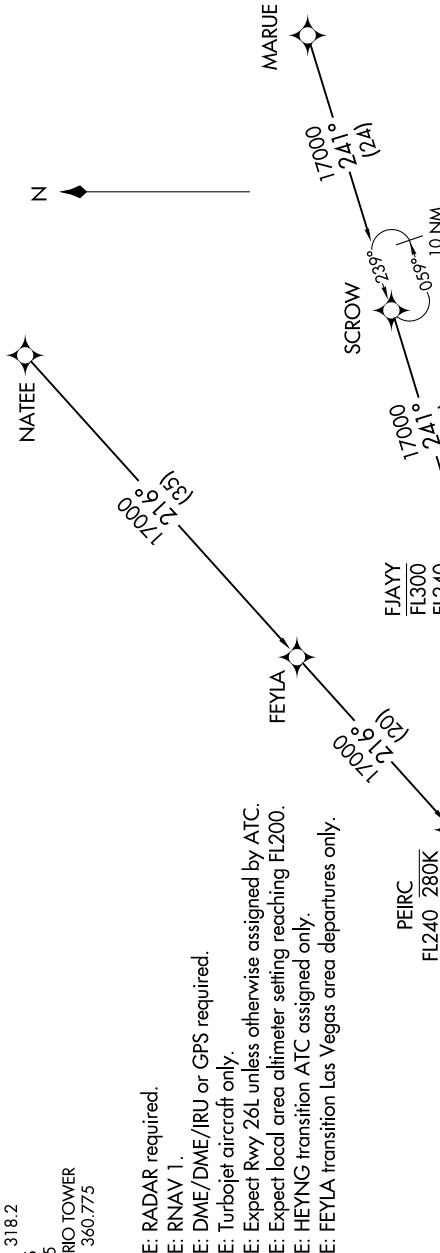 318.2
RIO TOWER
360.775
E: RADAR required.
E: RNAV 1.
E: DME/DME/IRU or GPS required.
E: Turbojet aircraft only.
E: Expect Rwy 26L unless otherwise assigned by ATC.
E: Expect local area altimeter setting reaching FL200.
E: HEYNG transition ATC assigned only.
E: FEYLA transition Las Vegas area departures only.
N
NATEE
17000
216°
(35)
FEYLA
17000
216°
(20)
PEIRC
FL240 280K
MARUE
17000
241°
(24)
SCROW
239°
059°
10 NM
17000
241°
FJAYY
FL300
FL240